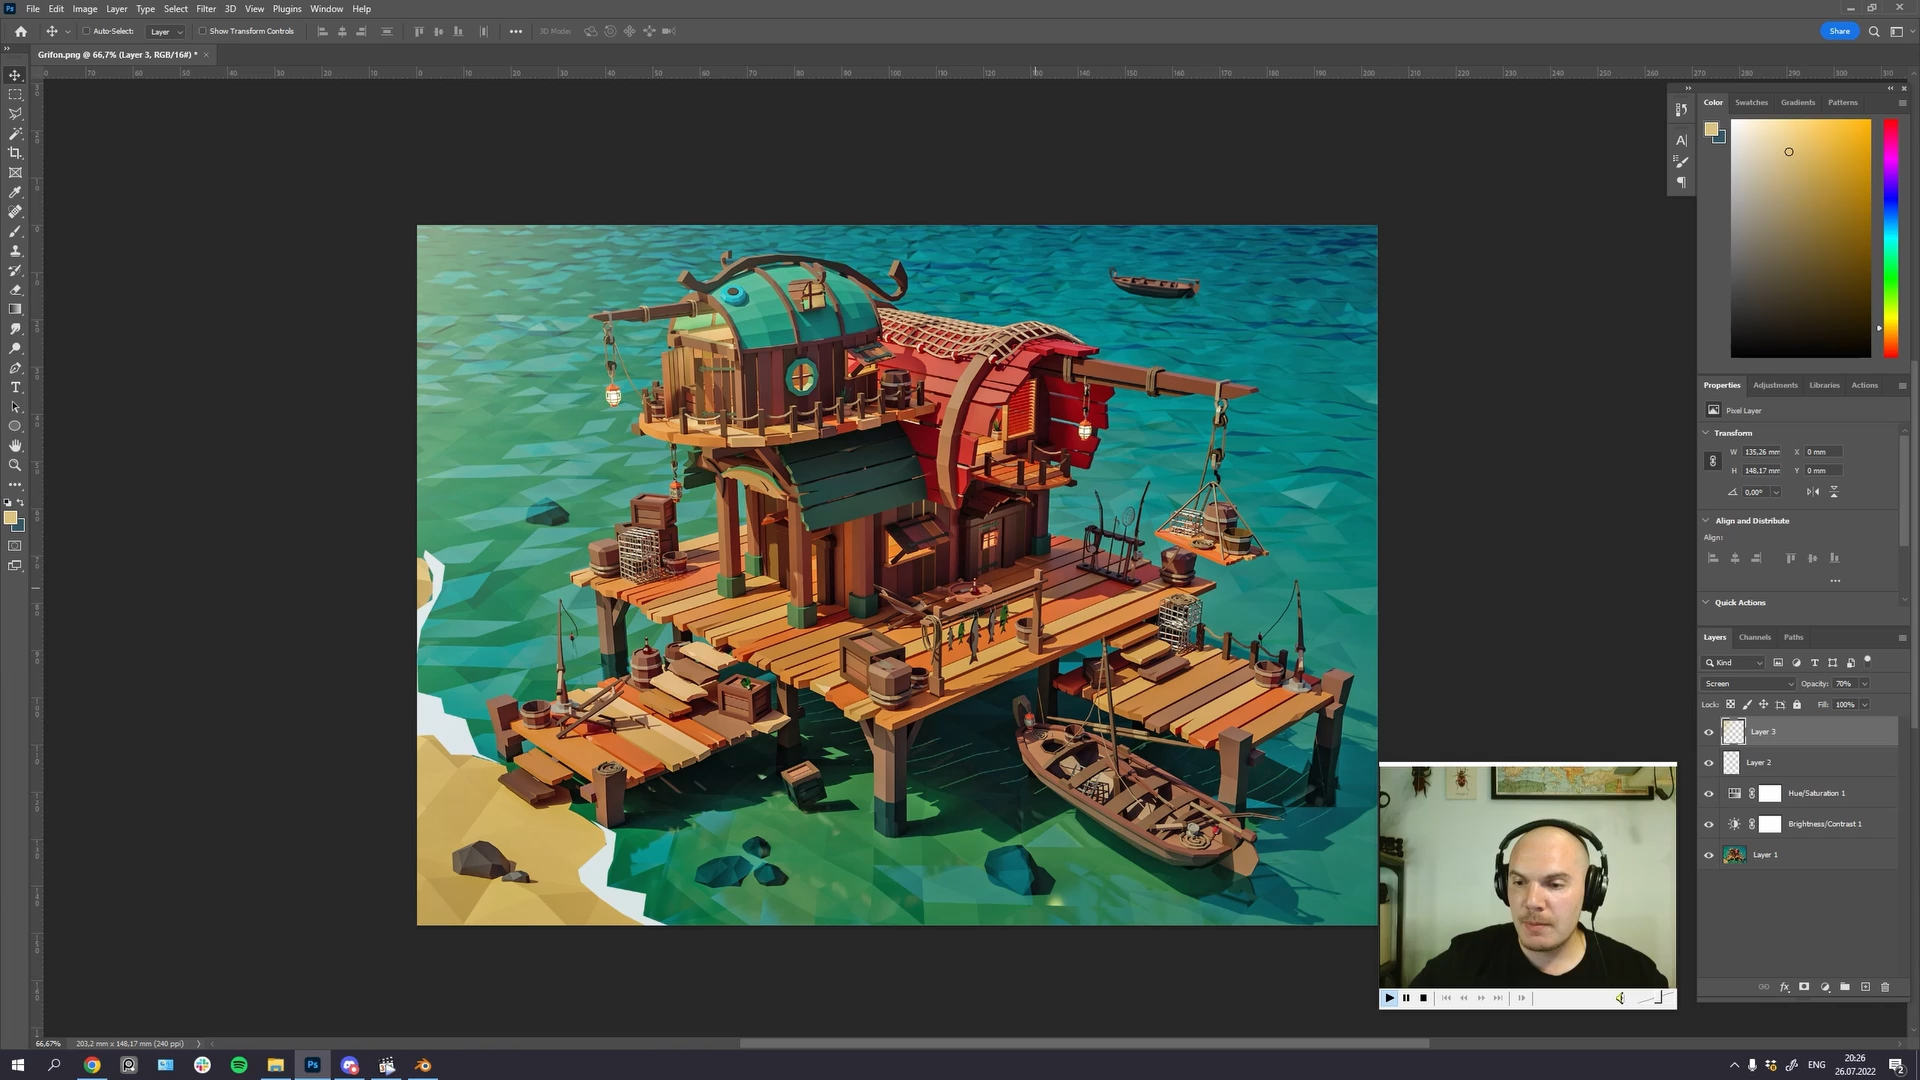 Ps File Edit Image Layer Type Select Filter 3D View Plugins Window Help
Auto-Select: Layer Show Transform Controls 3D Mode: Share
Grifon.png @ 66,7% (Layer 3, RGB/16#) *
Color Swatches Gradients Patterns
Properties Adjustments Libraries Actions
Pixel Layer
Transform
W 135,26 mm X 0 mm
H 148,17 mm Y 0 mm
0,00°
Align and Distribute
Align:
Quick Actions
Layers Channels Paths
Kind
Screen Opacity: 70%
Lock: Fill: 100%
Layer 3
Layer 2
Hue/Saturation 1
Brightness/Contrast 1
Layer 1
66,67% 203,2 mm x 148,17 mm (240 ppi)
Ps
ENG
20:26
26.07.2022